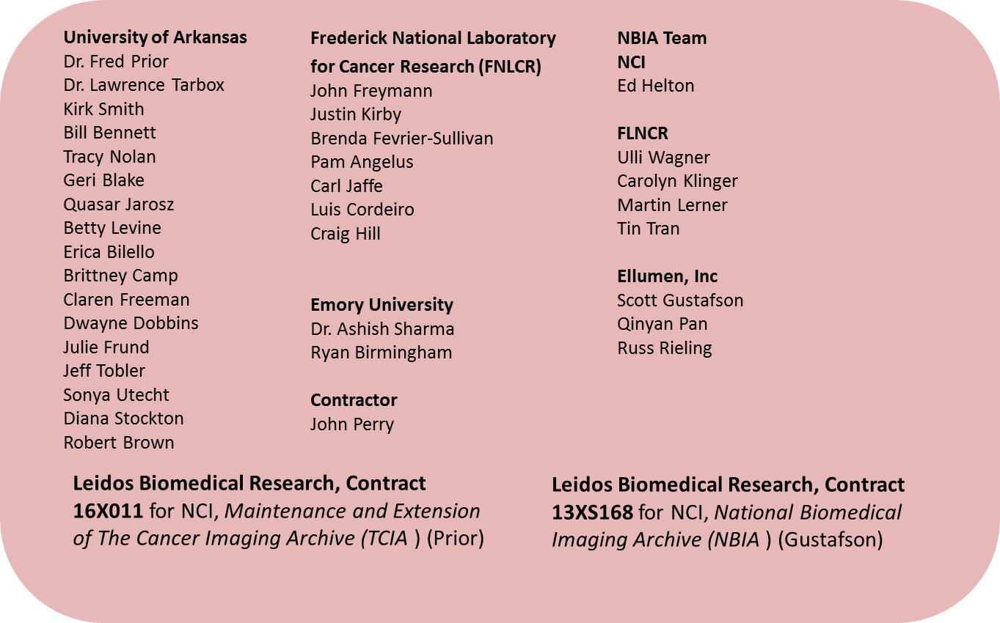 University of Arkansas
Dr. Fred Prior
Dr. Lawrence Tarbox
Kirk Smith
Bill Bennett
Tracy Nolan
Geri Blake
Quasar Jarosz
Betty Levine
Erica Bilello
Brittney Camp
Claren Freeman
Dwayne Dobbins
Julie Frund
Jeff Tobler
Sonya Utecht
Diana Stockton
Robert Brown
Frederick National Laboratory
for Cancer Research (FNLCR)
John Freymann
Justin Kirby
Brenda Fevrier-Sullivan
Pam Angelus
Carl Jaffe
Luis Cordeiro
Craig Hill
Emory University
Dr. Ashish Sharma
Ryan Birmingham
Contractor
John Perry
NBIA Team
NCI
Ed Helton
FLNCR
Ulli Wagner
Carolyn Klinger
Martin Lerner
Tin Tran
Ellumen, Inc
Scott Gustafson
Qinyan Pan
Russ Rieling
Leidos Biomedical Research, Contract
16X011 for NCI, Maintenance and Extension
of The Cancer Imaging Archive (TCIA ) (Prior)
Leidos Biomedical Research, Contract
13XS168 for NCI, National Biomedical
Imaging Archive (NBIA ) (Gustafson)